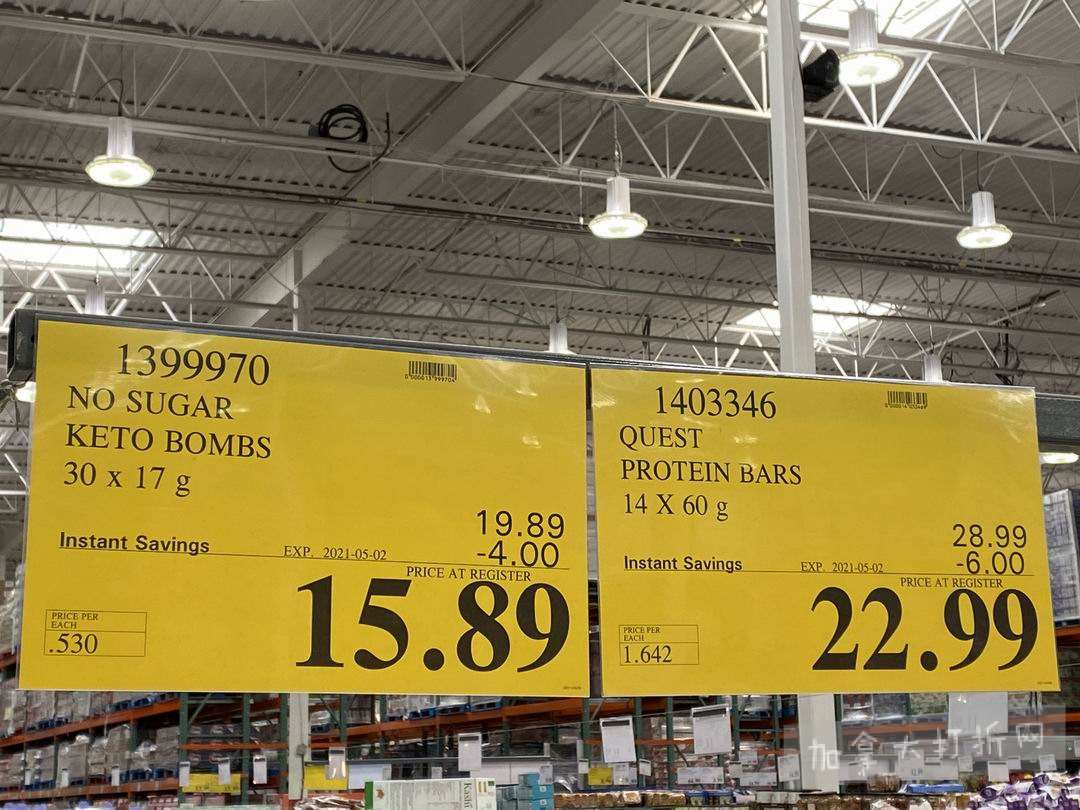 1399970
NO SUGAR
KETO BOMBS
30 x 17 g
19.89
Instant Savings
EXP. 2021-05-02
-4.00
PRICE AT REGISTER
15.89
PRICE PER
EACH
.530
1403346
QUEST
PROTEIN BARS
14 X 60 g
28.99
Instant Savings
EXP. 2021-05-02
-6.00
PRICE AT REGISTER
22.99
PRICE PER
EACH
1.642
Kashi
加拿大打折网